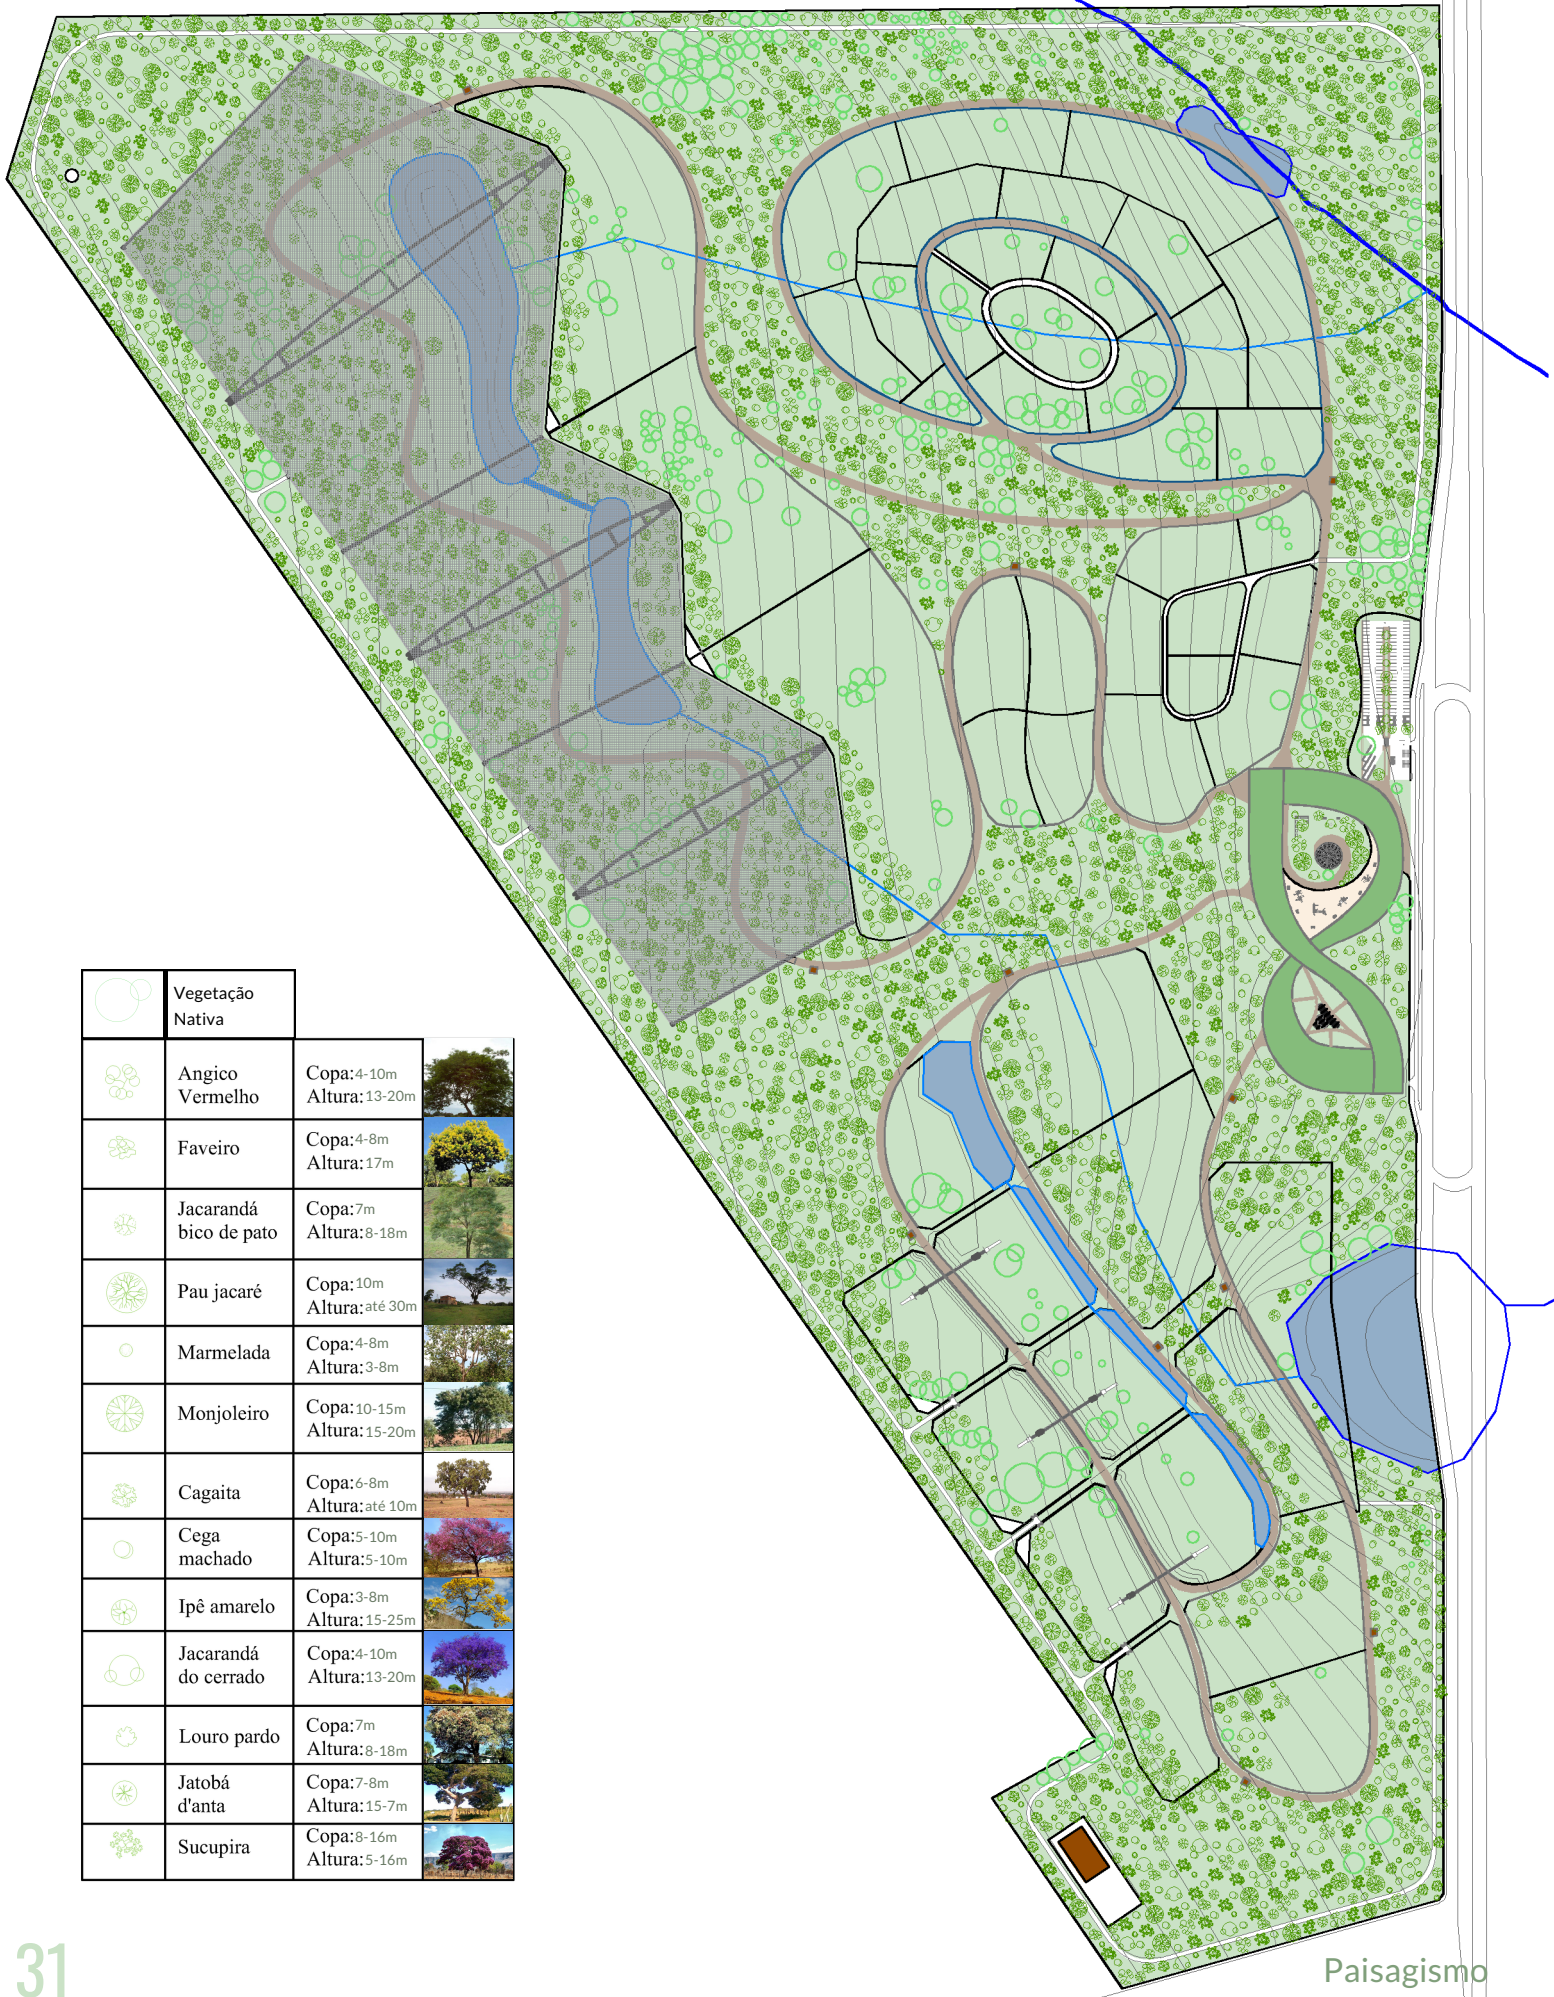 Vegetação
Nativa
Angico
Vermelho
Copa:4-10m
Altura:13-20m
Faveiro
Copa:4-8m
Altura:17m
Jacarandá
bico de pato
Copa:7m
Altura:8-18m
Pau jacaré
Copa:10m
Altura:até 30m
Marmelada
Copa:4-8m
Altura:3-8m
Monjoleiro
Copa:10-15m
Altura:15-20m
Cagaita
Copa:6-8m
Altura:até 10m
Cega
machado
Copa:5-10m
Altura:5-10m
Ipê amarelo
Copa:3-8m
Altura:15-25m
Jacarandá
do cerrado
Copa:4-10m
Altura:13-20m
Louro pardo
Copa:7m
Altura:8-18m
Jatobá
d'anta
Copa:7-8m
Altura:15-7m
Sucupira
Copa:8-16m
Altura:5-16m
31
Paisagismo